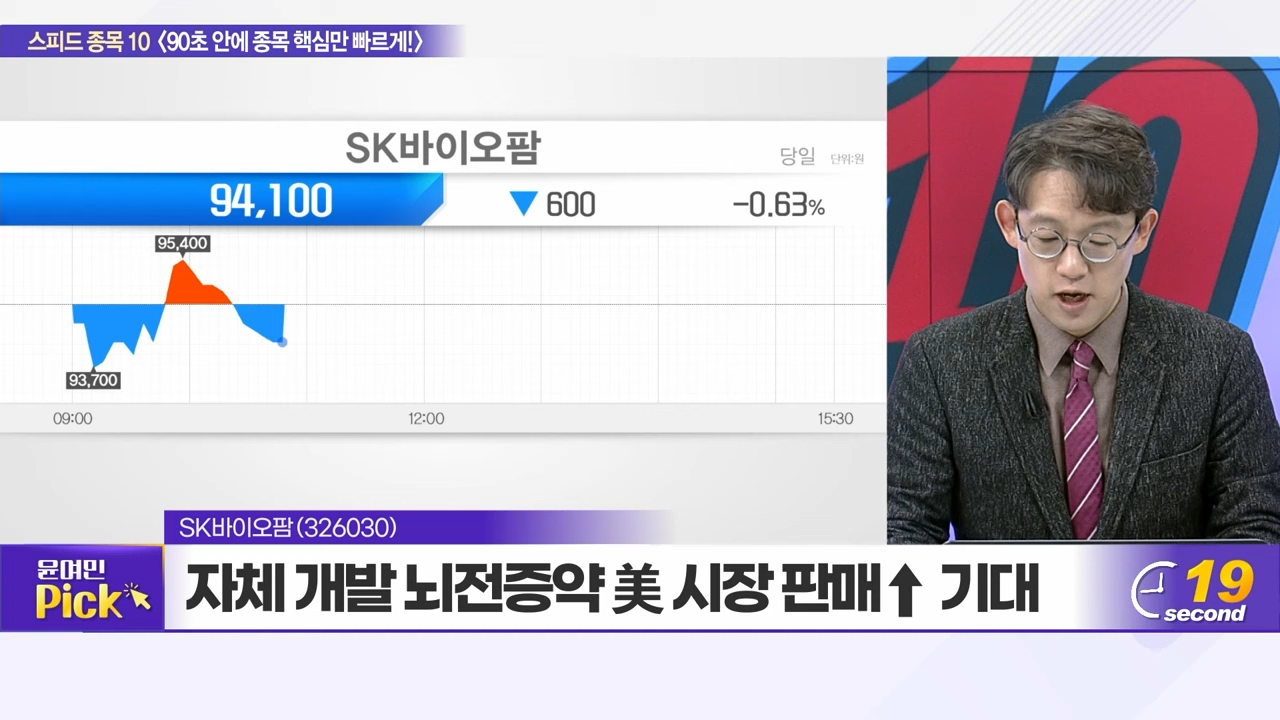 스피드 종목 10 〈90초 안에 종목 핵심만 빠르게!〉
SK바이오팜
당일 단위:원
94,100 ▼ 600 -0.63%
95,400
93,700
09:00 12:00 15:30
10
SK바이오팜(326030)
윤여민
Pick
자체 개발 뇌전증약 美 시장 판매↑ 기대
19
second